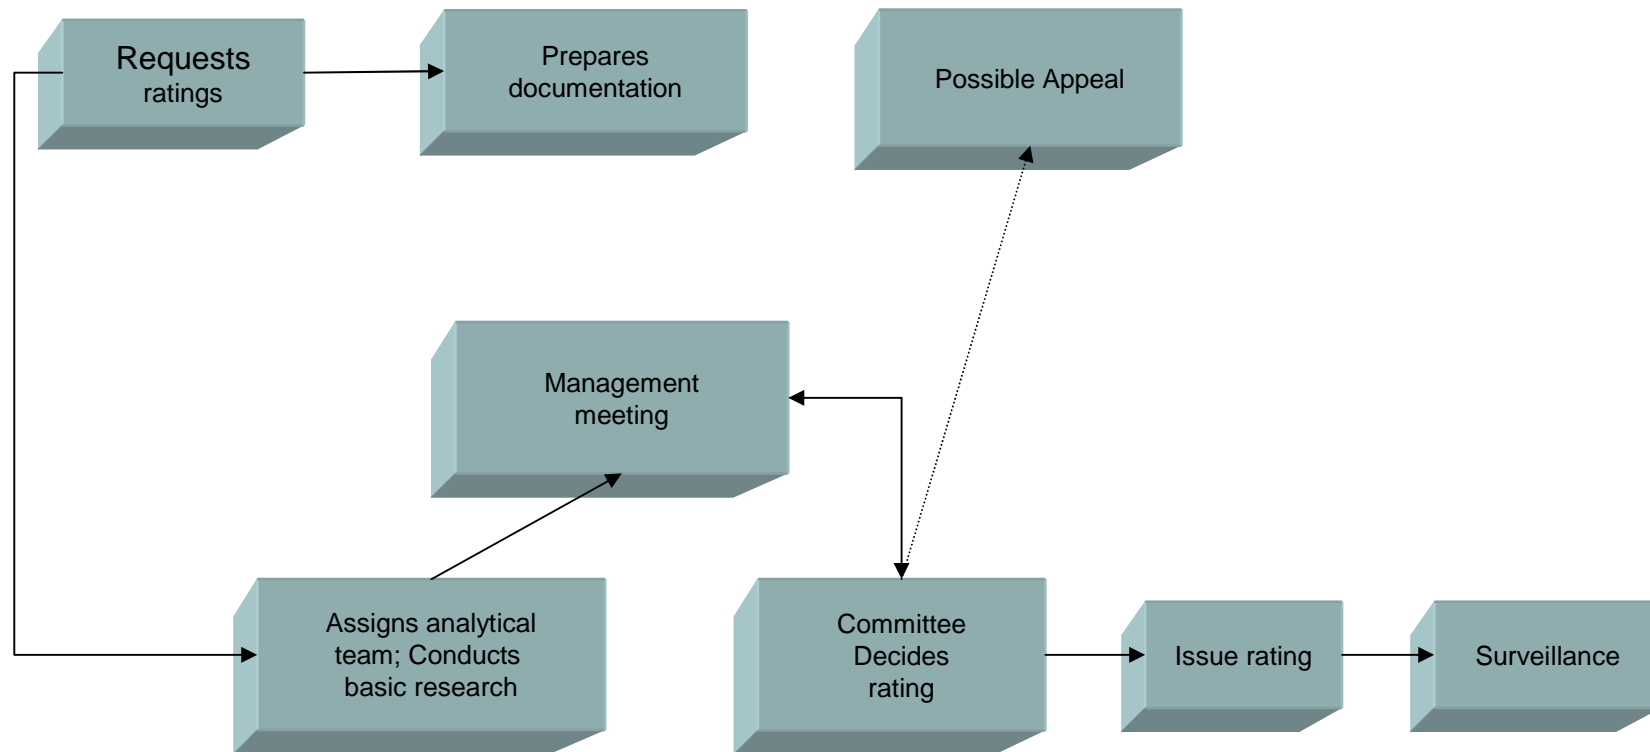 Requests
ratings
Prepares
documentation
Possible Appeal
Management
meeting
Assigns analytical
team; Conducts
basic research
Committee
Decides
rating
Issue rating
Surveillance